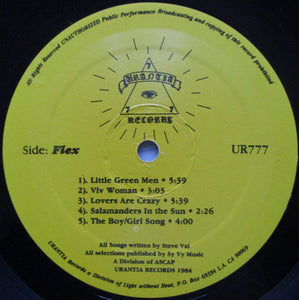 All Rights Reserved UNAUTHORIZED Public Performance Broadcasting and copying of this record prohibited
7
7 7
URANTIA
RECORDS
Side: Flex
UR777
1). Little Green Men • 5:39
2). Viv Woman • 3:03
3). Lovers Are Crazy • 5:39
4). Salamanders In the Sun • 2:26
5). The Boy/Girl Song • 4:00
All Songs written by Steve Vai
All selections published by Sy Vy Music
A Division of ASCAP
URANTIA RECORDS 1984
URANTIA Records a Division of Light without Heat, P.O. Box 69594 L.A. CA. 90069